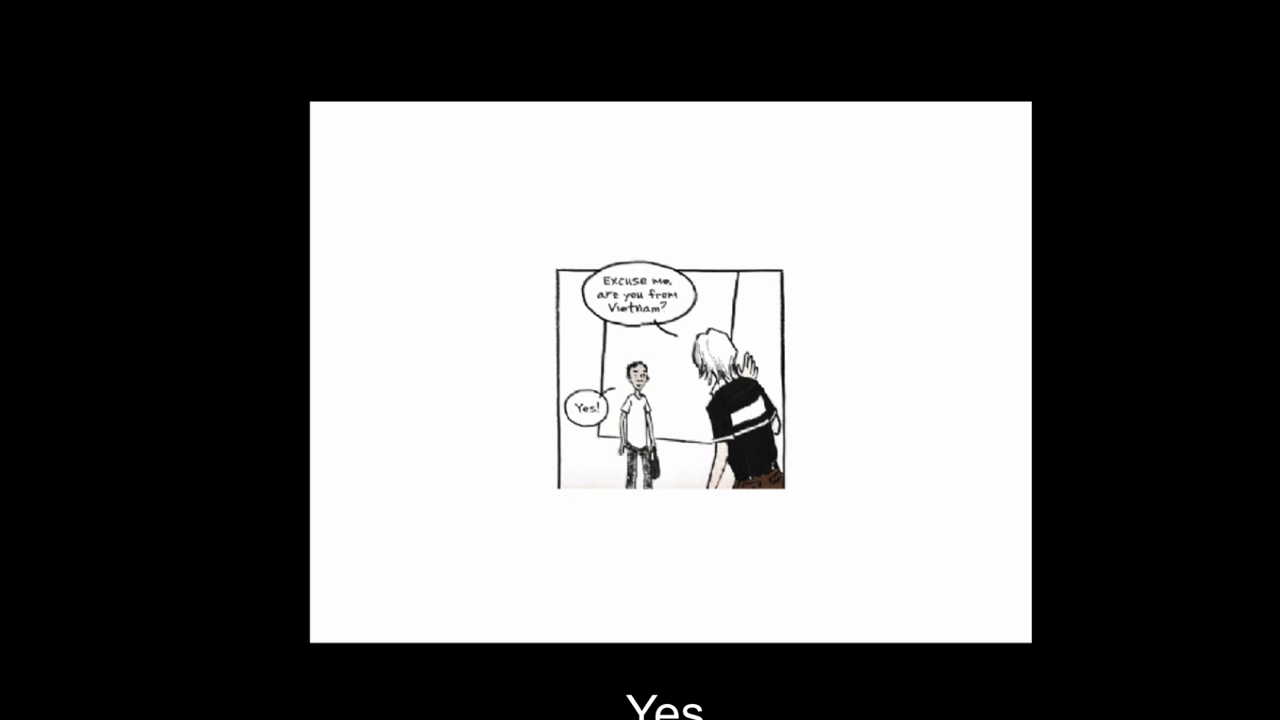 Excuse me,
are you from
Vietnam?
Yes!
Yes